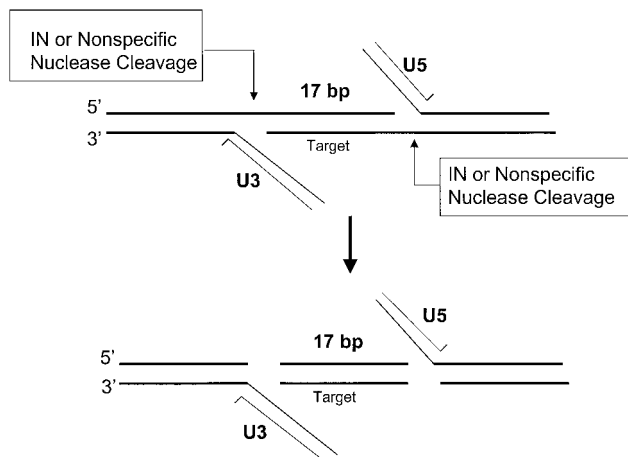 IN or Nonspecific
Nuclease Cleavage
U5
17 bp
5'
3'
Target
U3
IN or Nonspecific
Nuclease Cleavage
U5
17 bp
5'
3'
Target
U3